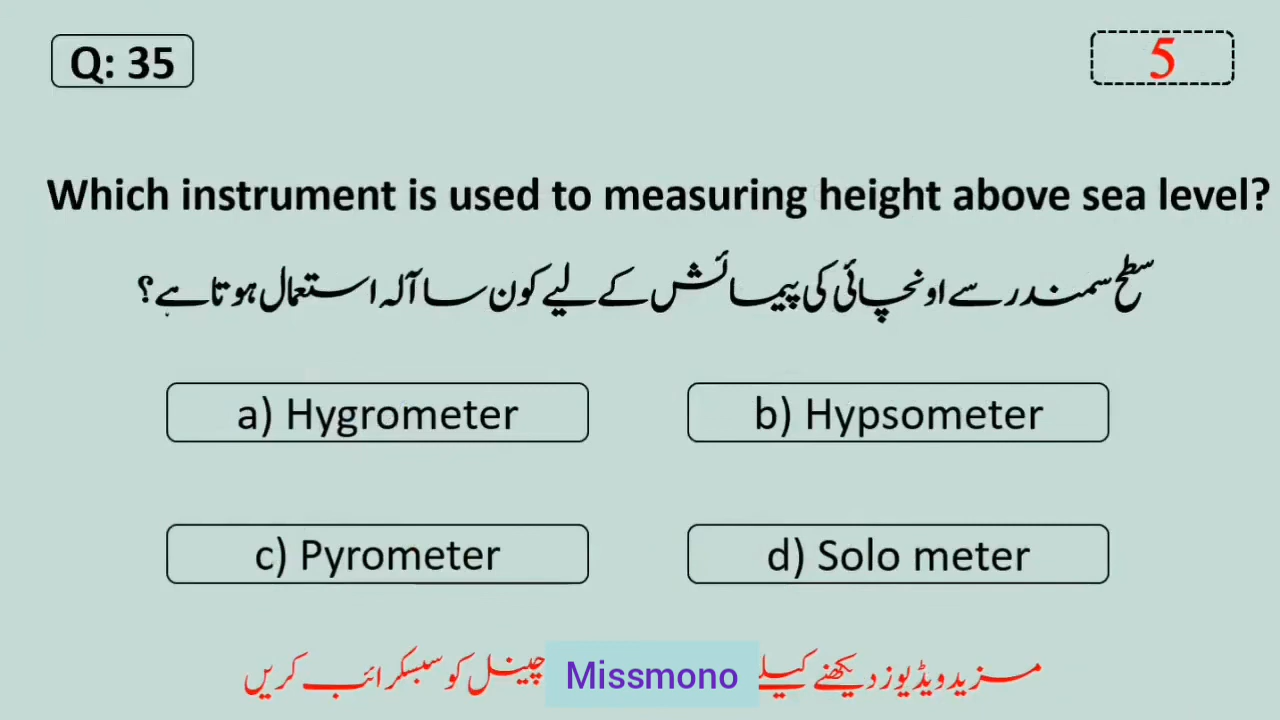 Q: 35
5
Which instrument is used to measuring height above sea level?
سطح سمندر سے اونچائی کی پیمائش کے لیے کون سا آلہ استعمال ہوتا ہے؟
a) Hygrometer
b) Hypsometer
c) Pyrometer
d) Solo meter
مزید ویڈیوز دیکھنے کیلے Missmono چینل کو سبسکرائب کریں